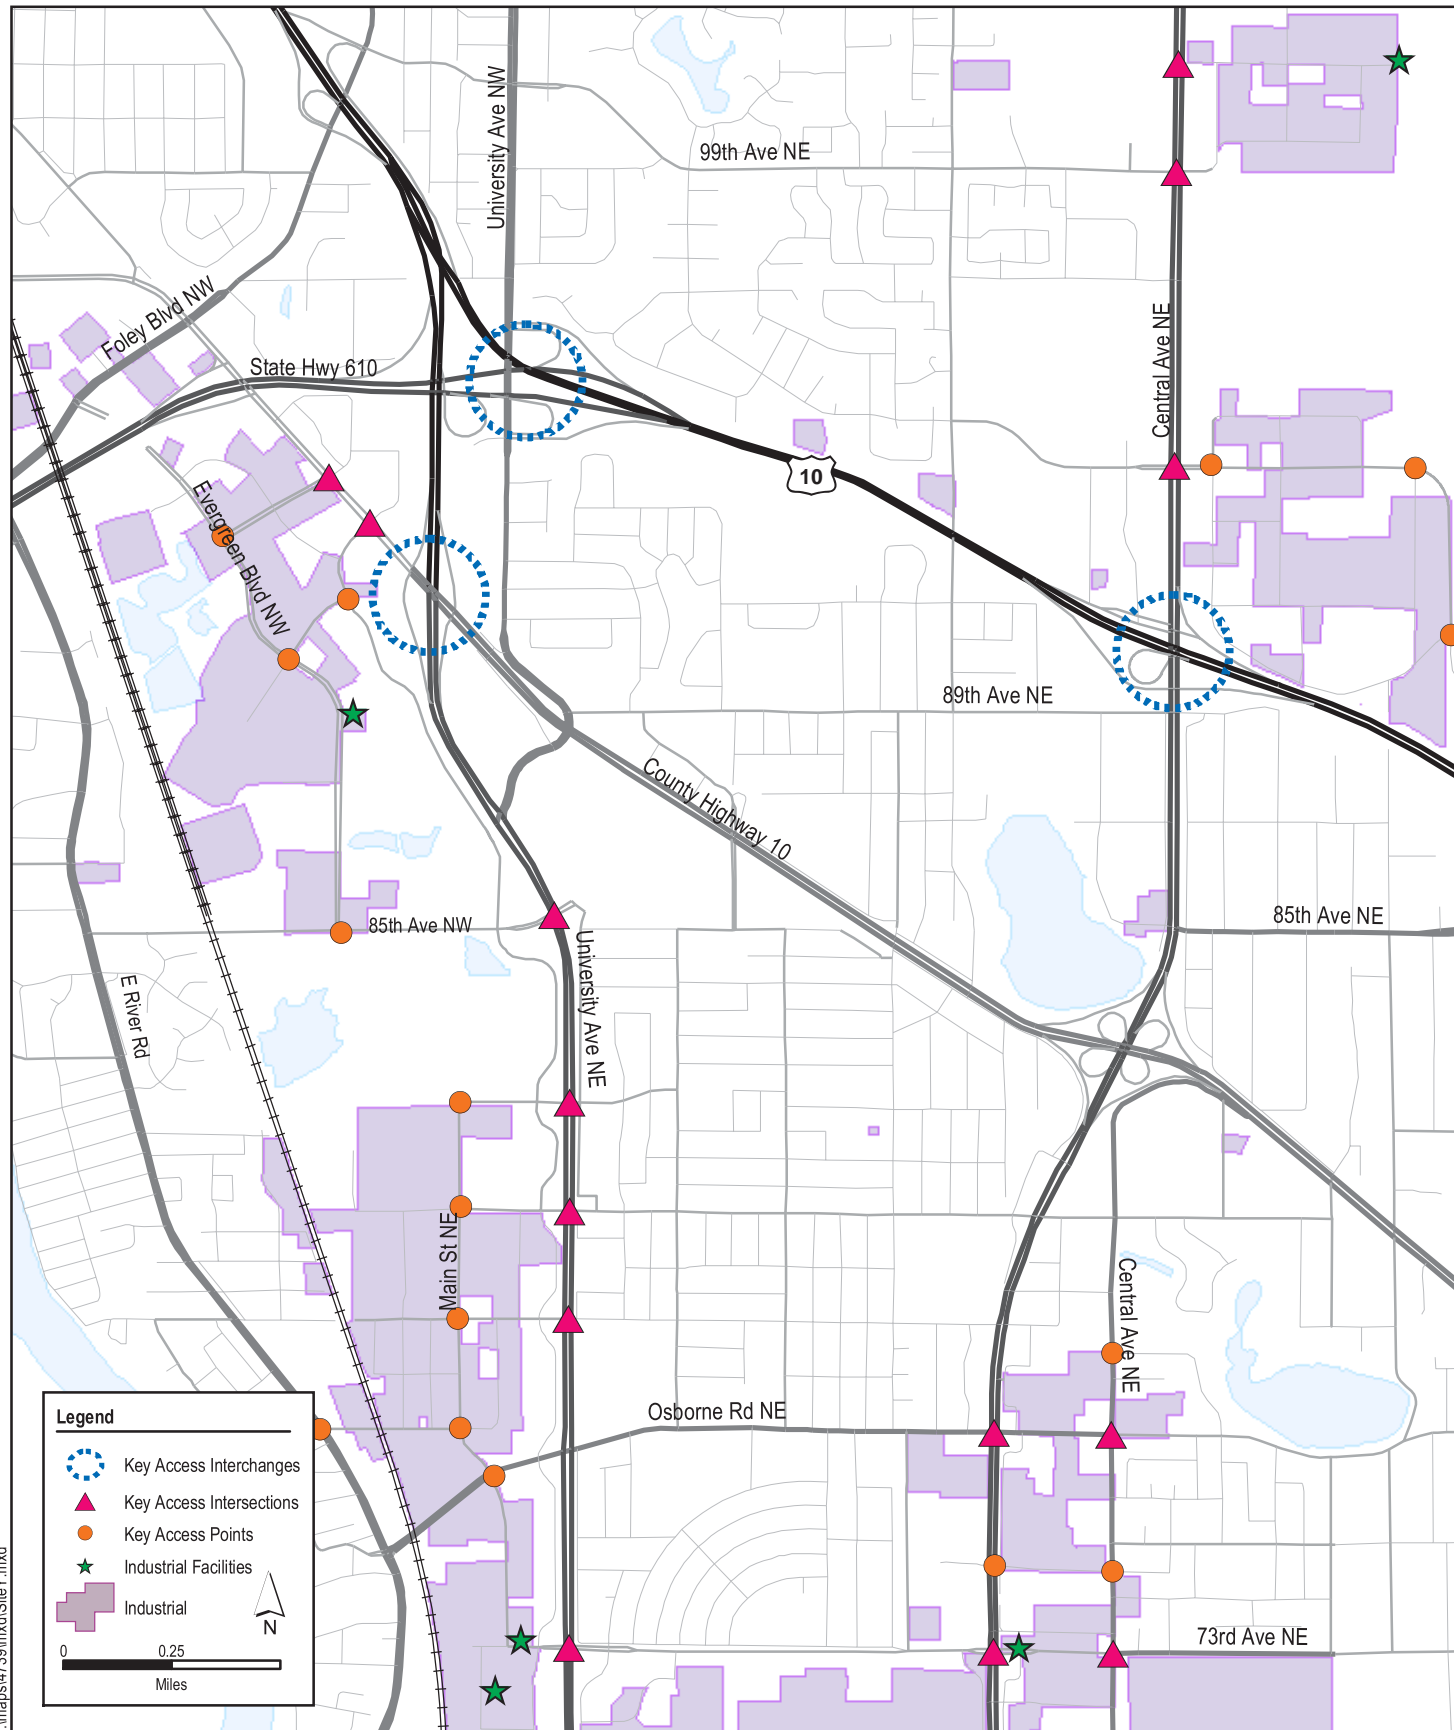 University Ave NW
99th Ave NE
Foley Blvd NW
State Hwy 610
Central Ave NE
10
Evergreen Blvd NW
89th Ave NE
County Highway 10
85th Ave NW
85th Ave NE
University Ave NE
E River Rd
Main St NE
Central Ave NE
Osborne Rd NE
73rd Ave NE
Legend
Key Access Interchanges
Key Access Intersections
Key Access Points
Industrial Facilities
Industrial
N
0 0.25
Miles